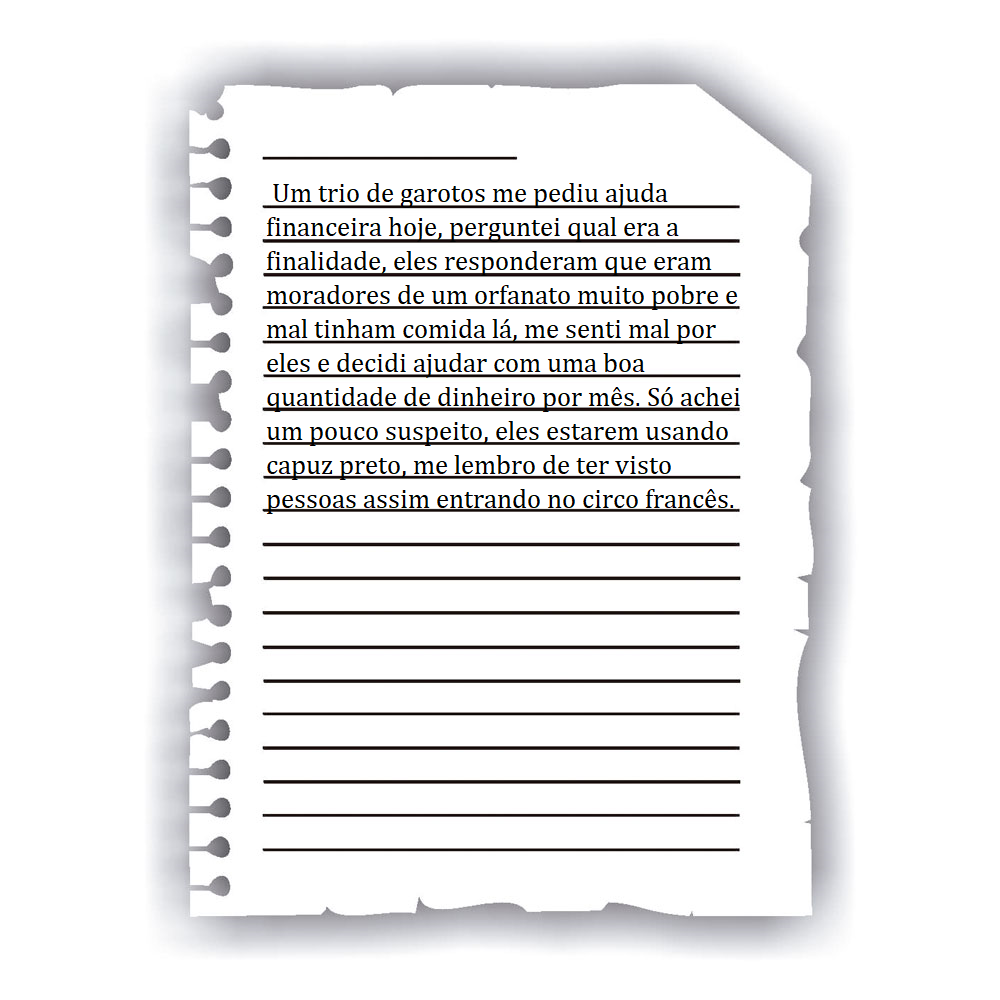 Um trio de garotos me pediu ajuda
financeira hoje, perguntei qual era a
finalidade, eles responderam que eram
moradores de um orfanato muito pobre e
mal tinham comida lá, me senti mal por
eles e decidi ajudar com uma boa
quantidade de dinheiro por mês. Só achei
um pouco suspeito, eles estarem usando
capuz preto, me lembro de ter visto
pessoas assim entrando no circo francês.